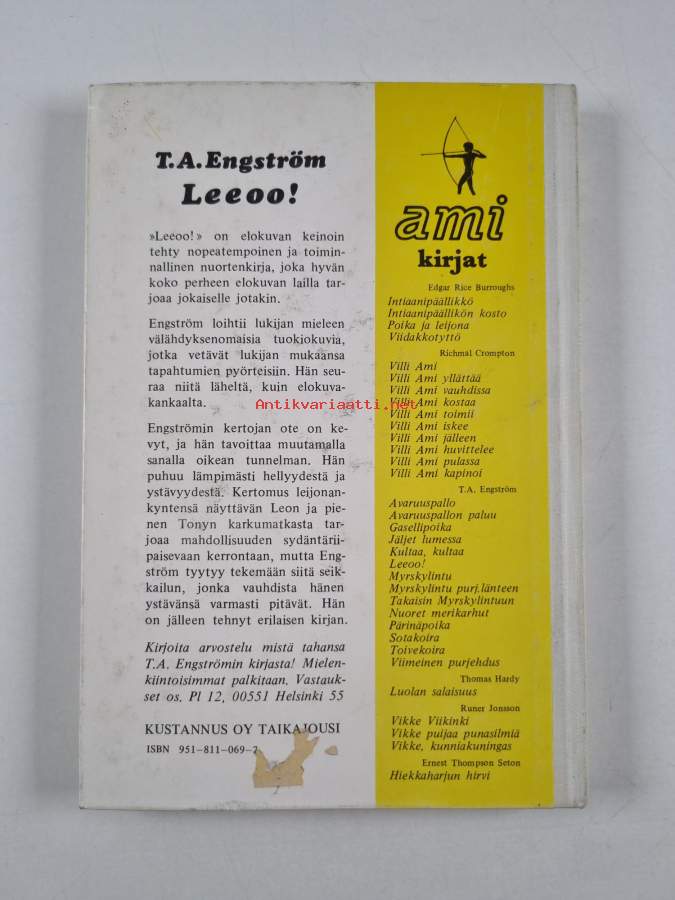 T.A.Engström
Leeoo!
»Leeoo!» on elokuvan keinoin
tehty nopeatempoinen ja toimin-
nallinen nuortenkirja, joka hyvän
koko perheen elokuvan lailla tar-
joaa jokaiselle jotakin.
Engström loihtii lukijan mieleen
välähdyksenomaisia tuokiokuvia,
jotka vetävät lukijan mukaansa
tapahtumien pyörteisiin. Hän seu-
raa niitä läheltä, kuin elokuva-
kankaalta.
Engströmin kertojan ote on ke-
vyt, ja hän tavoittaa muutamalla
sanalla oikean tunnelman. Hän
puhuu lämpimästi hellyydestä ja
ystävyydestä. Kertomus leijonan-
kyntensä näyttävän Leon ja pie-
nen Tonyn karkumatkasta tar-
joaa mahdollisuuden sydäntärii-
paisevaan kerrontaan, mutta Eng-
ström tyytyy tekemään siitä seik-
kailun, jonka vauhdista hänen
ystävänsä varmasti pitävät. Hän
on jälleen tehnyt erilaisen kirjan.
Kirjoita arvostelu mistä tahansa
T.A. Engströmin kirjasta! Mielen-
kiintoisimmat palkitaan. Vastauk-
set os. Pl 12, 00551 Helsinki 55
KUSTANNUS OY TAIKAJOUSI
ISBN 951-811-069-7
ami
kirjat
Edgar Rice Burroughs
Intiaanipäällikkö
Intiaanipäällikön kosto
Poika ja leijona
Viidakkotyttö
Richmal Crompton
Villi Ami
Villi Ami yllättää
Villi Ami vauhdissa
Villi Ami kostaa
Villi Ami toimii
Villi Ami iskee
Villi Ami jälleen
Villi Ami huvittelee
Villi Ami pulassa
Villi Ami kapinoi
T.A. Engström
Avaruuspallo
Avaruuspallon paluu
Gasellipoika
Jäljet lumessa
Kultaa, kultaa
Leeoo!
Myrskylintu
Myrskylintu purj.länteen
Takaisin Myrskylintuun
Nuoret merikarhut
Pärinäpoika
Sotakoira
Toivekoira
Viimeinen purjehdus
Thomas Hardy
Luolan salaisuus
Runer Jonsson
Vikke Viikinki
Vikke puijaa punasilmiä
Vikke, kunniakuningas
Ernest Thompson Seton
Hiekkaharjun hirvi
Antikvariaatti.net